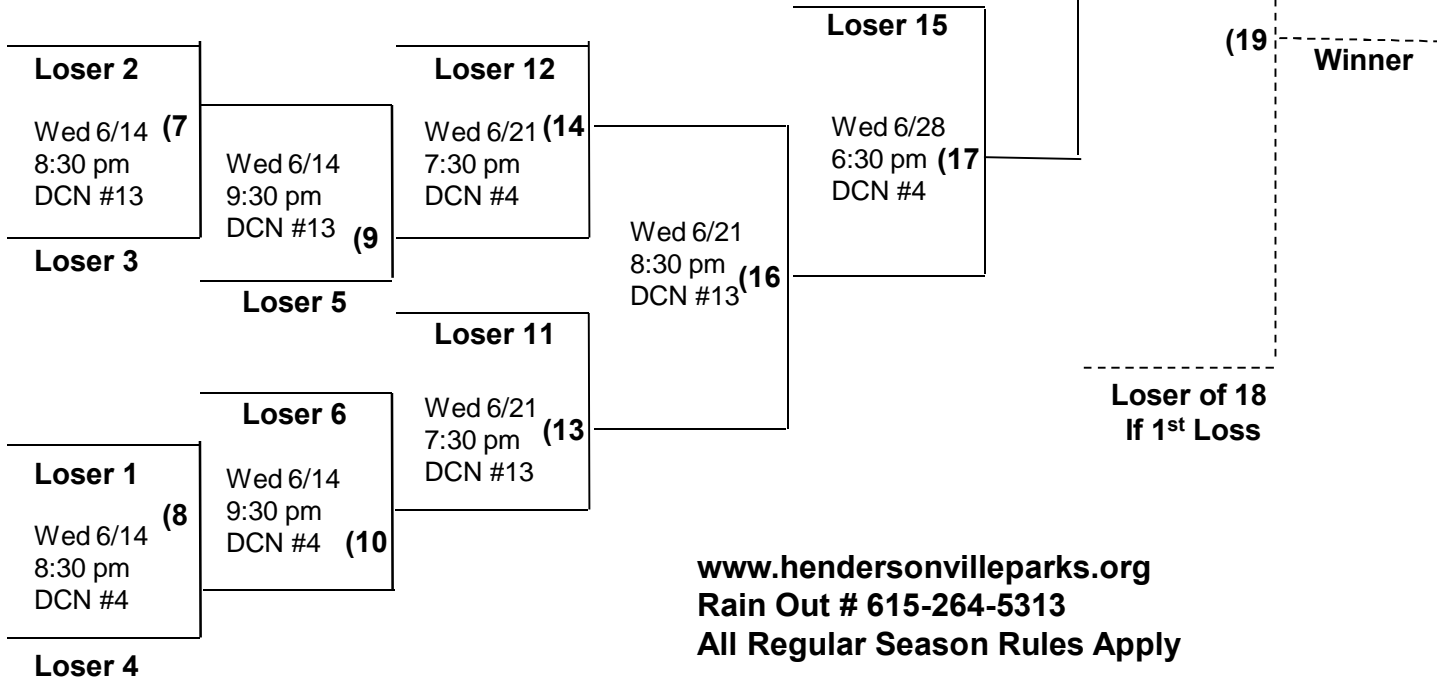 Loser 2
Wed 6/14 (7
8:30 pm
DCN #13
Loser 3
Wed 6/14
9:30 pm
DCN #13 (9
Loser 5
Loser 12
Wed 6/21 (14
7:30 pm
DCN #4
Loser 11
Wed 6/21
7:30 pm (13
DCN #13
Loser 6
Wed 6/14
9:30 pm
DCN #4 (10
Loser 1
(8
Wed 6/14
8:30 pm
DCN #4
Loser 4
Wed 6/21
8:30 pm
DCN #13 (16
Loser 15
Wed 6/28
6:30 pm (17
DCN #4
(19
Winner
Loser of 18
If 1st Loss
www.hendersonvilleparks.org
Rain Out # 615-264-5313
All Regular Season Rules Apply